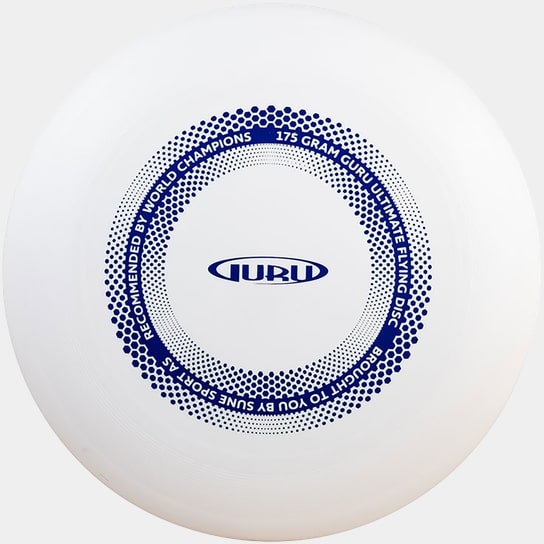 175 GRAM GURU ULTIMATE FLYING DISC
BROUGHT TO YOU BY SUNE SPORT AS
RECOMMENDED BY WORLD CHAMPIONS
GURU